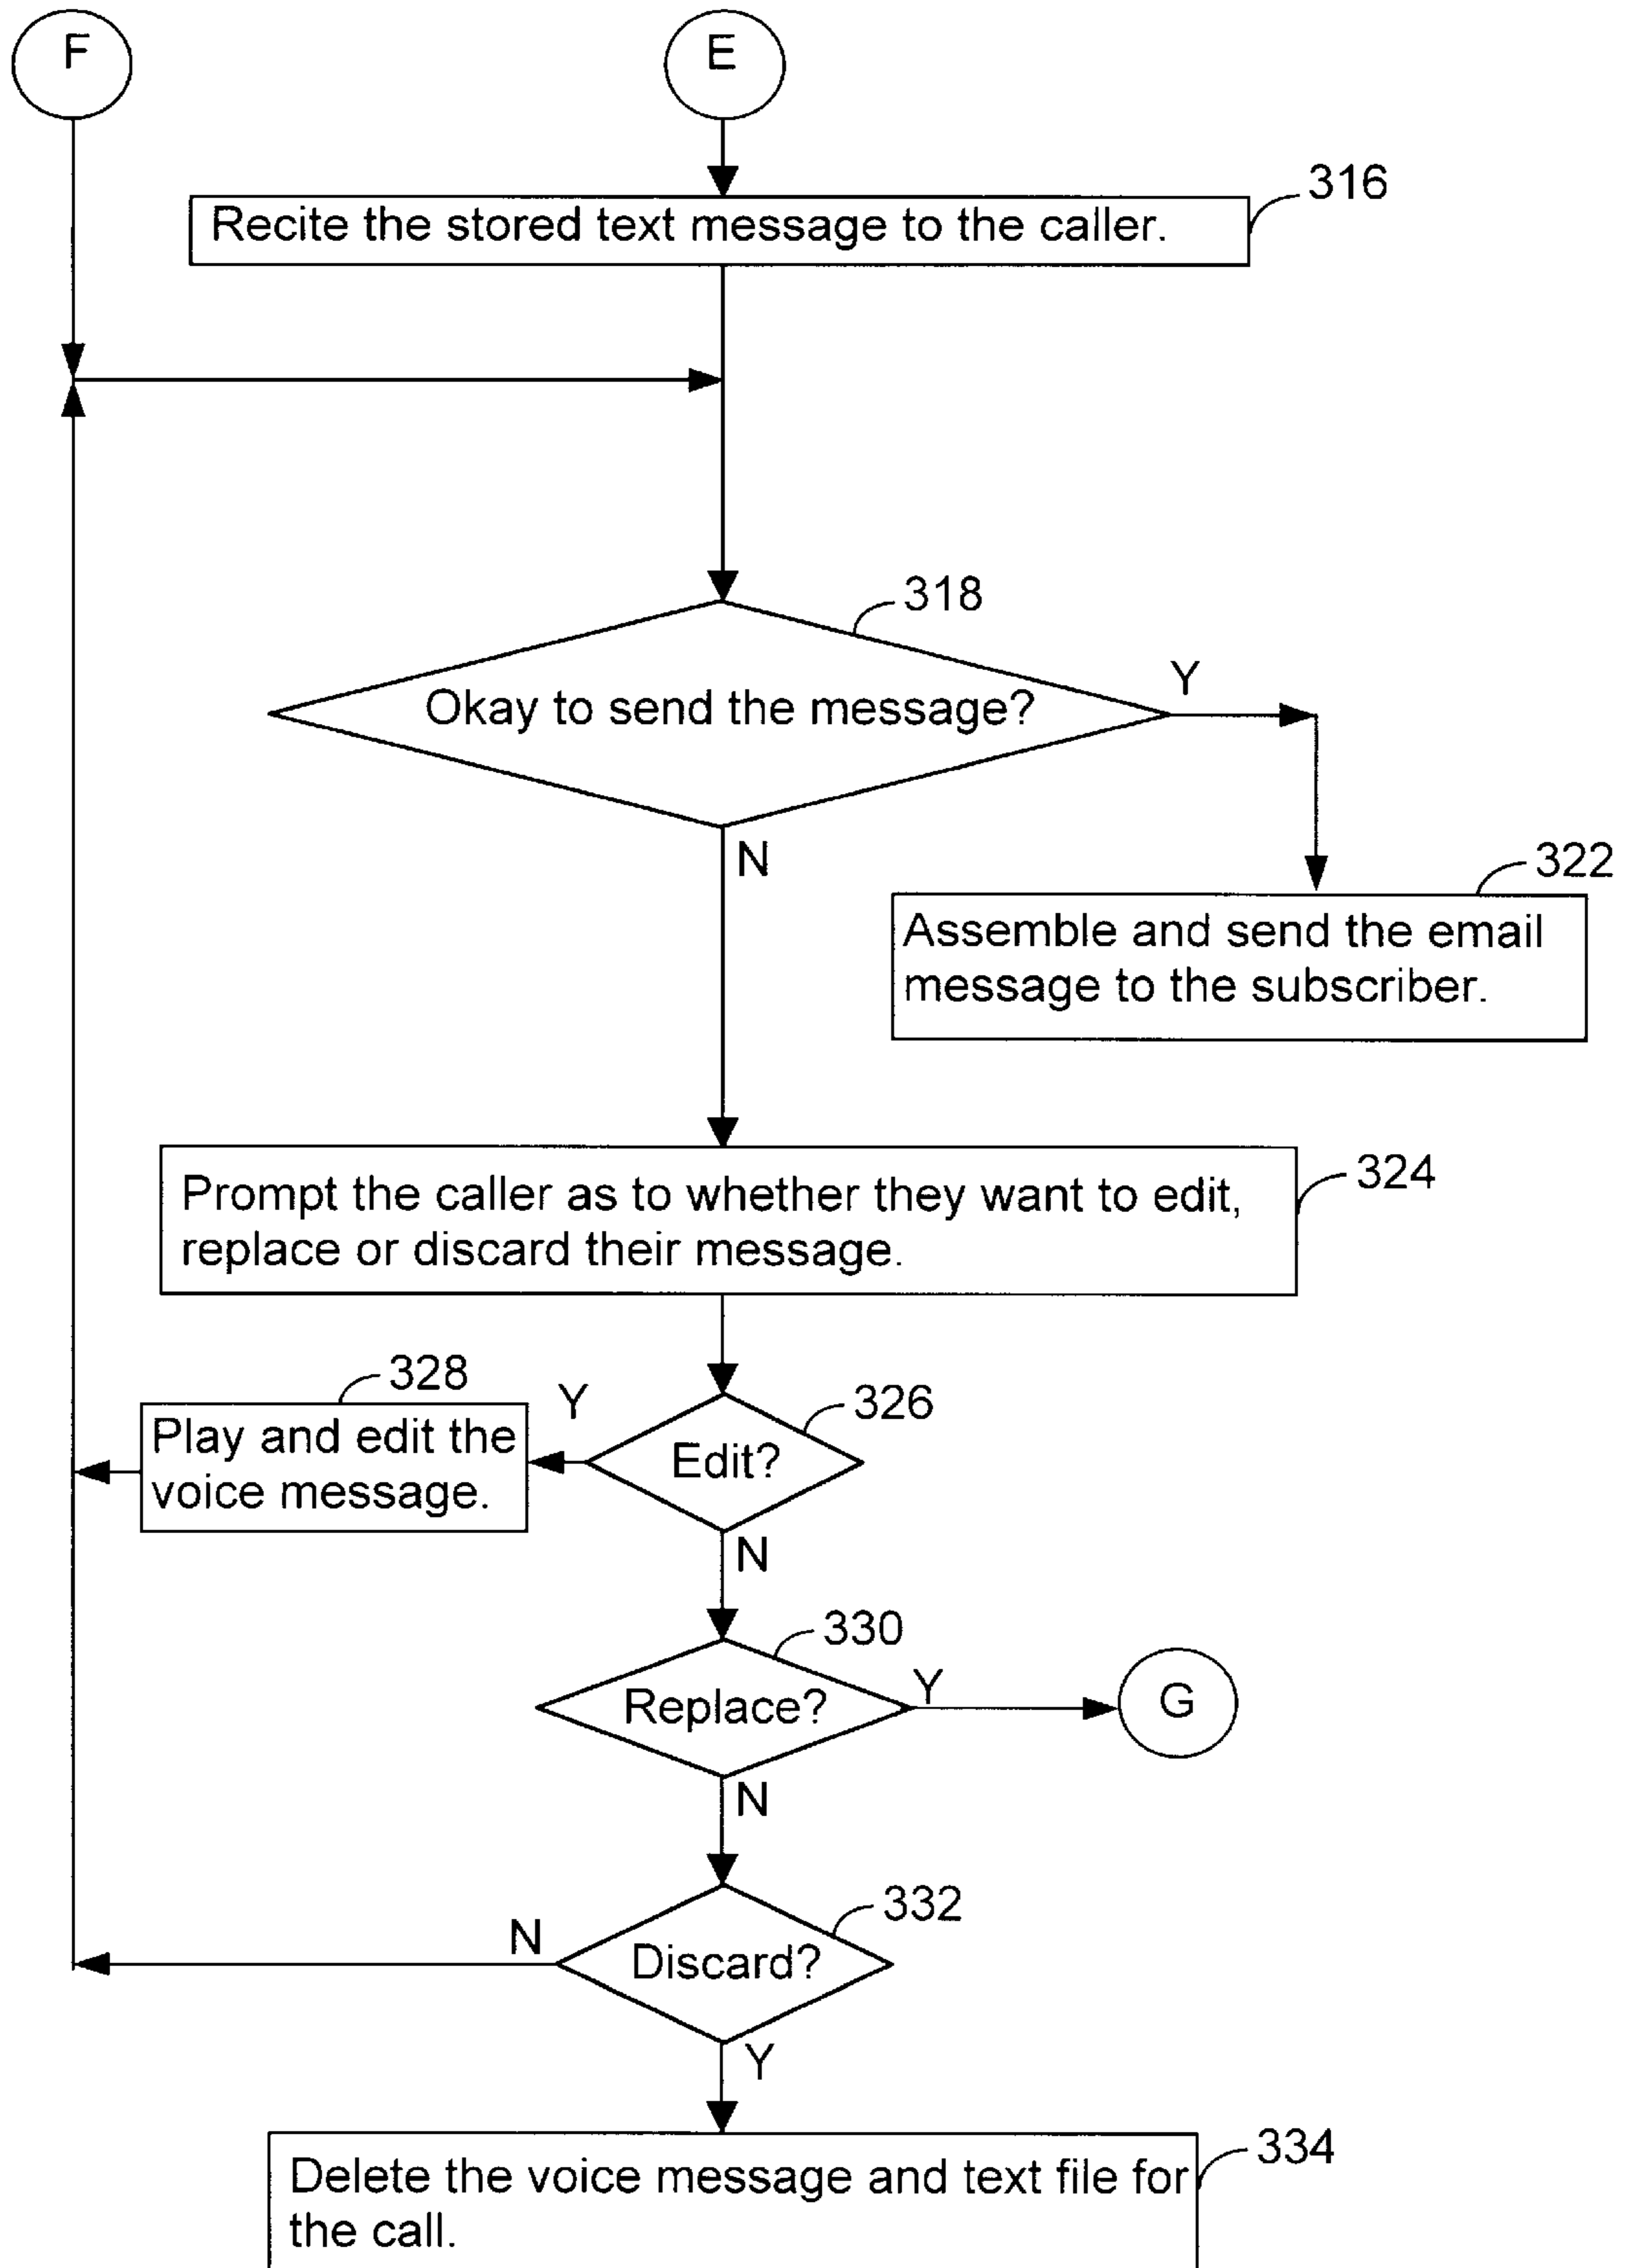 F
E
316
Recite the stored text message to the caller.
318
Okay to send the message?
Y
N
322
Assemble and send the email
message to the subscriber.
324
Prompt the caller as to whether they want to edit,
replace or discard their message.
328
Play and edit the
voice message.
Y
326
Edit?
N
330
Replace?
Y
G
N
332
N
Discard?
Y
334
Delete the voice message and text file for
the call.